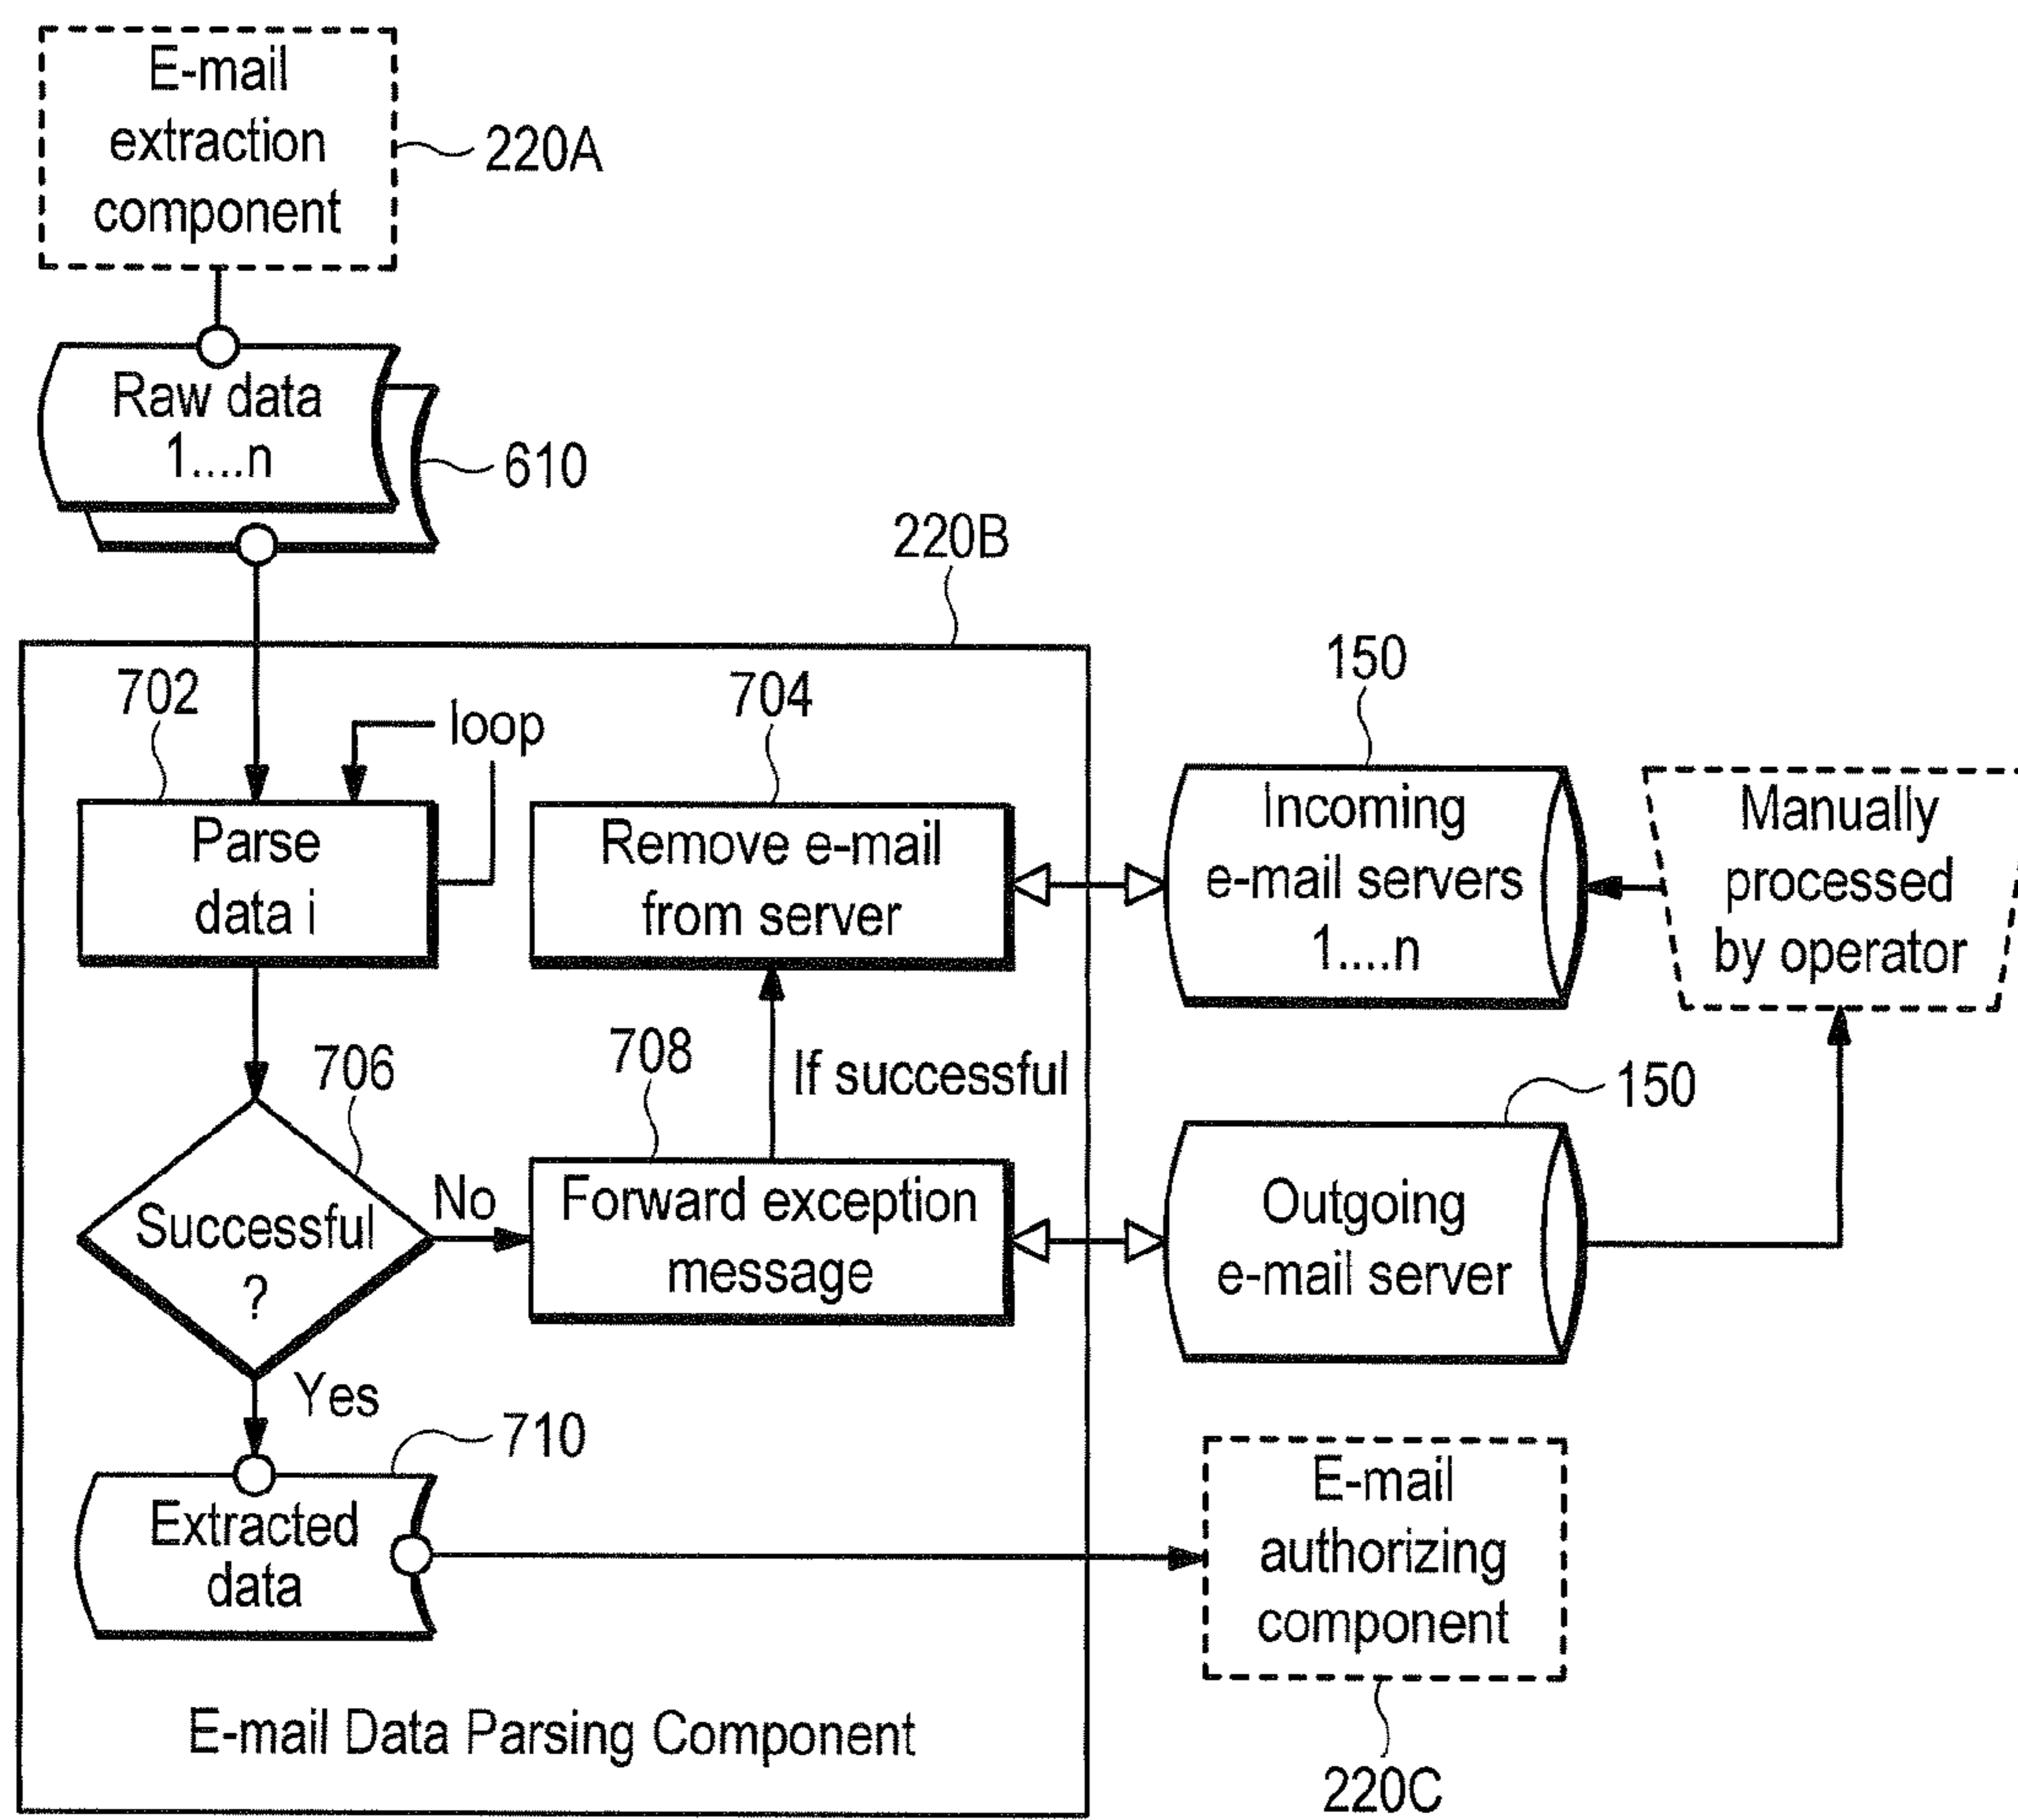 E-mail
extraction
component
220A
Raw data
1....n
610
220B
702
loop
704
150
Parse
data i
Remove e-mail
from server
Incoming
e-mail servers
1....n
Manually
processed
by operator
706
708
If successful
150
Successful
?
No
Forward exception
message
Outgoing
e-mail server
Yes
710
Extracted
data
E-mail
authorizing
component
E-mail Data Parsing Component
220C